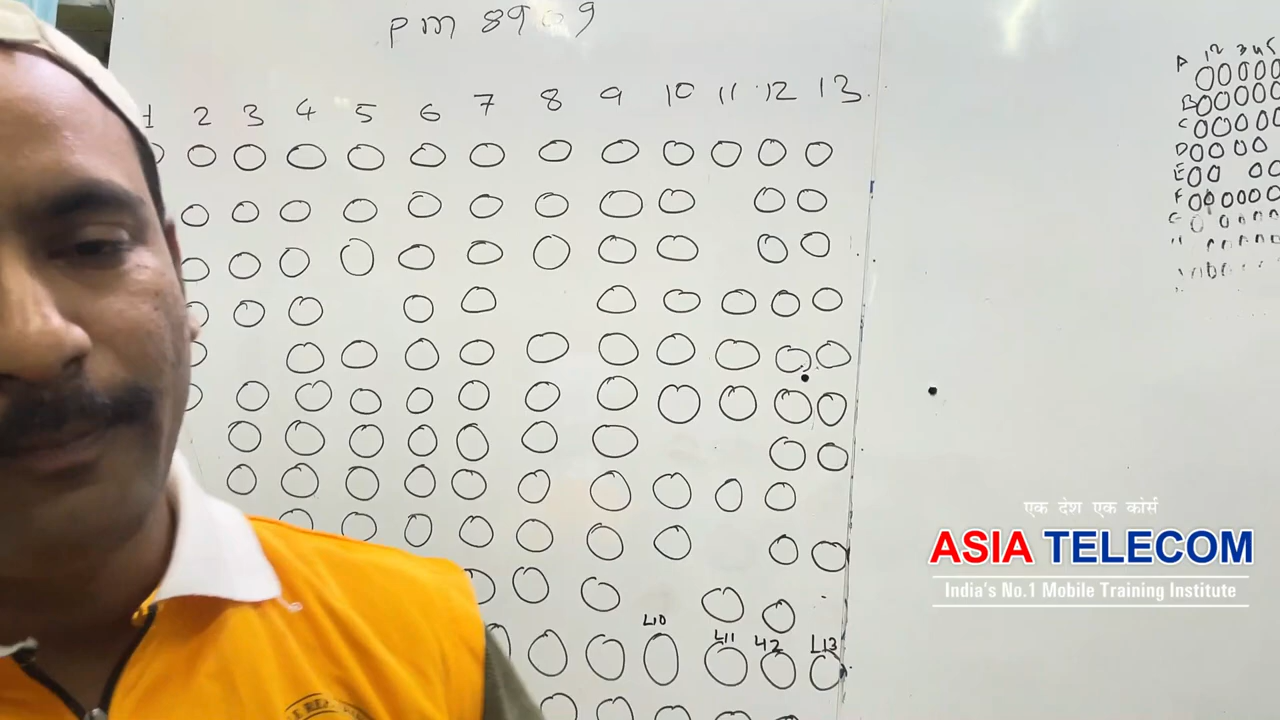 pm 8909
1 2 3 4 5 6 7 8 9 10 11 12 13
L10 L11 L12 L13
A
B
C
D
E
F
एक देश एक कोर्स
ASIA TELECOM
India's No.1 Mobile Training Institute